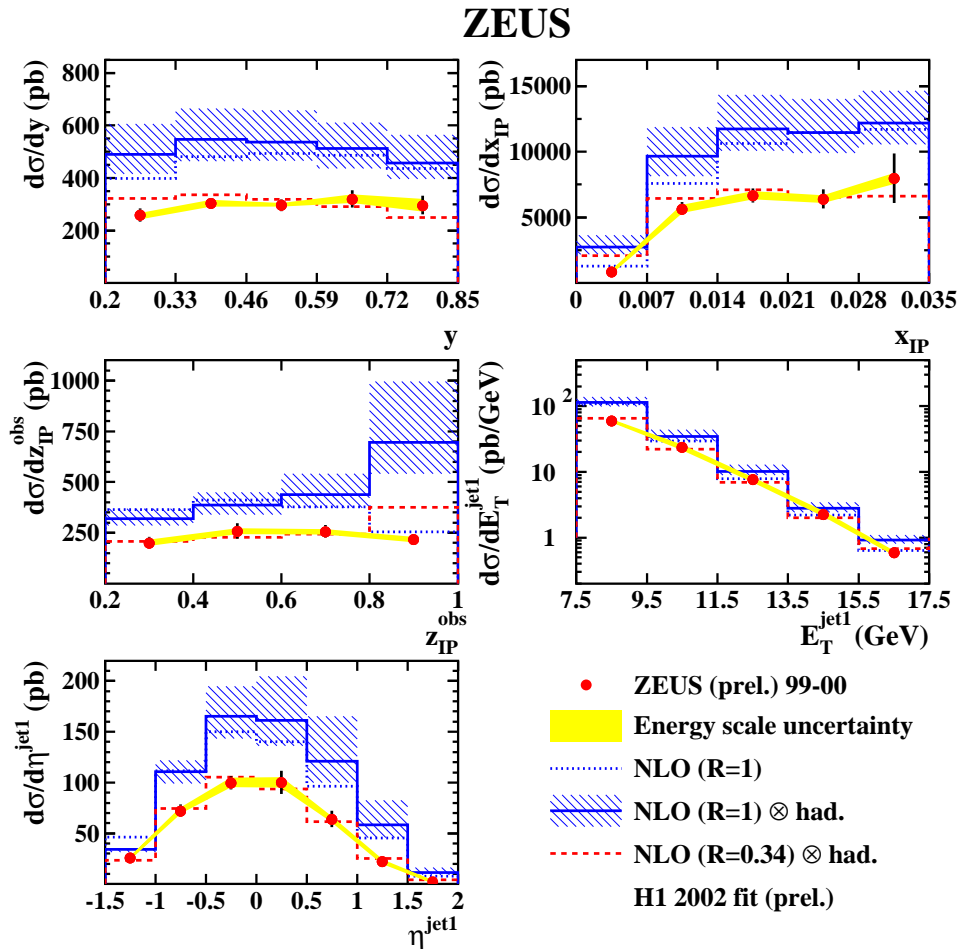 ZEUS
dσ/dy (pb)
800
600
400
200
0.2 0.33 0.46 0.59 0.72 0.85
y
dσ/dx_IP (pb)
15000
10000
5000
0 0.007 0.014 0.021 0.028 0.035
x_IP
dσ/dz_IP^obs (pb)
1000
750
500
250
0.2 0.4 0.6 0.8 1
z_IP^obs
dσ/dE_T^jet1 (pb/GeV)
10^2
10
1
7.5 9.5 11.5 13.5 15.5 17.5
E_T^jet1 (GeV)
dσ/dη^jet1 (pb)
200
150
100
50
-1.5 -1 -0.5 0 0.5 1 1.5 2
η^jet1
ZEUS (prel.) 99-00
Energy scale uncertainty
NLO (R=1)
NLO (R=1) ⊗ had.
NLO (R=0.34) ⊗ had.
H1 2002 fit (prel.)